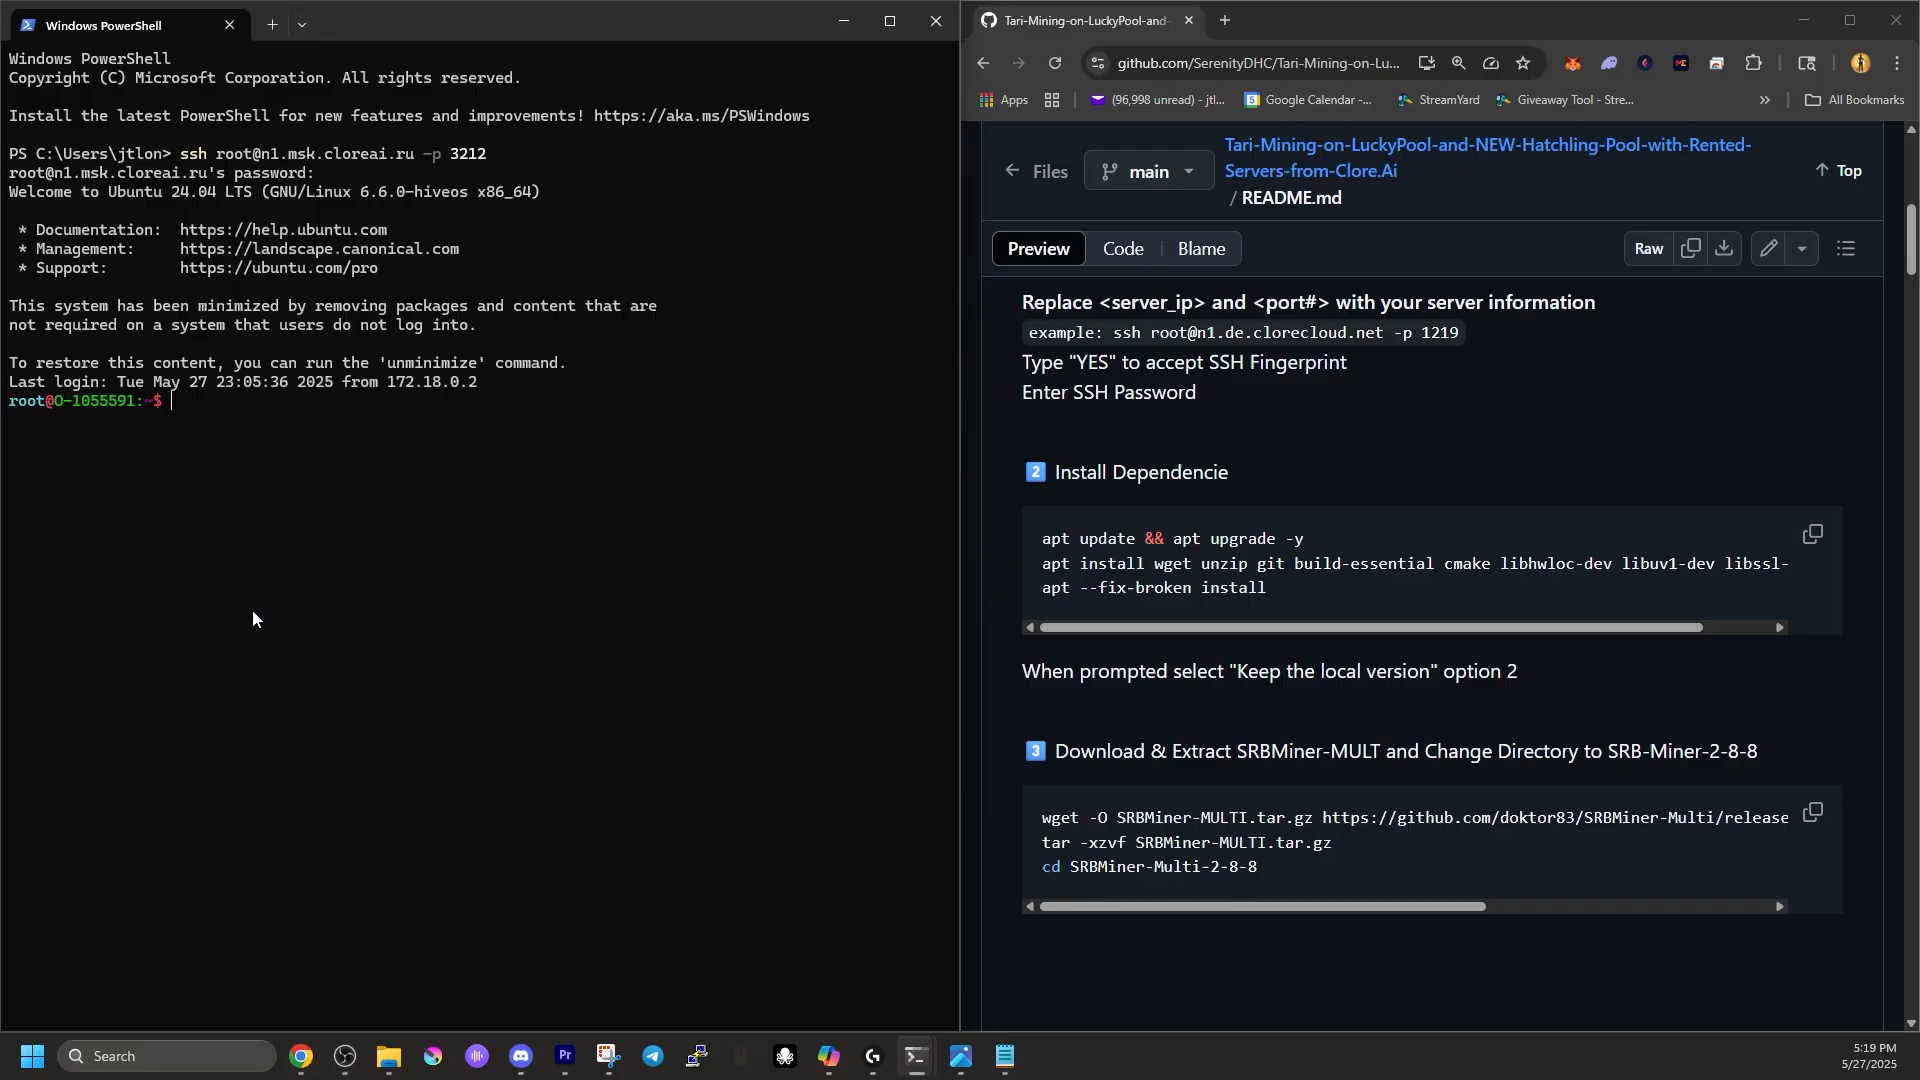 Windows PowerShell
Windows PowerShell
Copyright (C) Microsoft Corporation. All rights reserved.
Install the latest PowerShell for new features and improvements! https://aka.ms/PSWindows
PS C:\Users\jtlon> ssh root@n1.msk.cloreai.ru -p 3212
root@n1.msk.cloreai.ru's password:
Welcome to Ubuntu 24.04 LTS (GNU/Linux 6.6.0-hiveos x86_64)
* Documentation: https://help.ubuntu.com
* Management: https://landscape.canonical.com
* Support: https://ubuntu.com/pro
This system has been minimized by removing packages and content that are
not required on a system that users do not log into.
To restore this content, you can run the 'unminimize' command.
Last login: Tue May 27 23:05:36 2025 from 172.18.0.2
root@O-1055591:~$
Tari-Mining-on-LuckyPool-and-
github.com/SerenityDHC/Tari-Mining-on-Lu...
Apps
(96,998 unread) - jtl...
5 Google Calendar -...
StreamYard
Giveaway Tool - Stre...
»
All Bookmarks
Files
main
Tari-Mining-on-LuckyPool-and-NEW-Hatchling-Pool-with-Rented-
Servers-from-Clore.Ai
/ README.md
Top
Preview
Code
Blame
Raw
Replace <server_ip> and <port#> with your server information
example: ssh root@n1.de.clorecloud.net -p 1219
Type "YES" to accept SSH Fingerprint
Enter SSH Password
2 Install Dependencie
apt update && apt upgrade -y
apt install wget unzip git build-essential cmake libhwloc-dev libuv1-dev libssl-
apt --fix-broken install
When prompted select "Keep the local version" option 2
3 Download & Extract SRBMiner-MULT and Change Directory to SRB-Miner-2-8-8
wget -O SRBMiner-MULTI.tar.gz https://github.com/doktor83/SRBMiner-Multi/release
tar -xzvf SRBMiner-MULTI.tar.gz
cd SRBMiner-Multi-2-8-8
Search
Pr
5:19 PM
5/27/2025